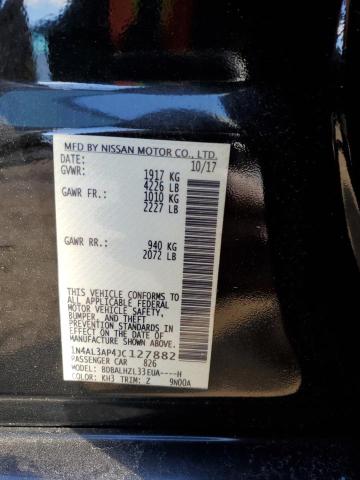 MFD BY NISSAN MOTOR CO., LTD.
DATE: 10/17
GVWR: 1917 KG
4226 LB
GAWR FR: 1010 KG
2227 LB
GAWR RR: 940 KG
2072 LB
THIS VEHICLE CONFORMS TO
ALL APPLICABLE FEDERAL
MOTOR VEHICLE SAFETY,
BUMPER, AND THEFT
PREVENTION STANDARDS IN
EFFECT ON THE DATE OF
MANUFACTURE SHOWN ABOVE
1N4AL3AP4JC127882
PASSENGER CAR 826
MODEL: BDBALHZL33EUA----H
COLOR: KH3 TRIM: Z 9N00A